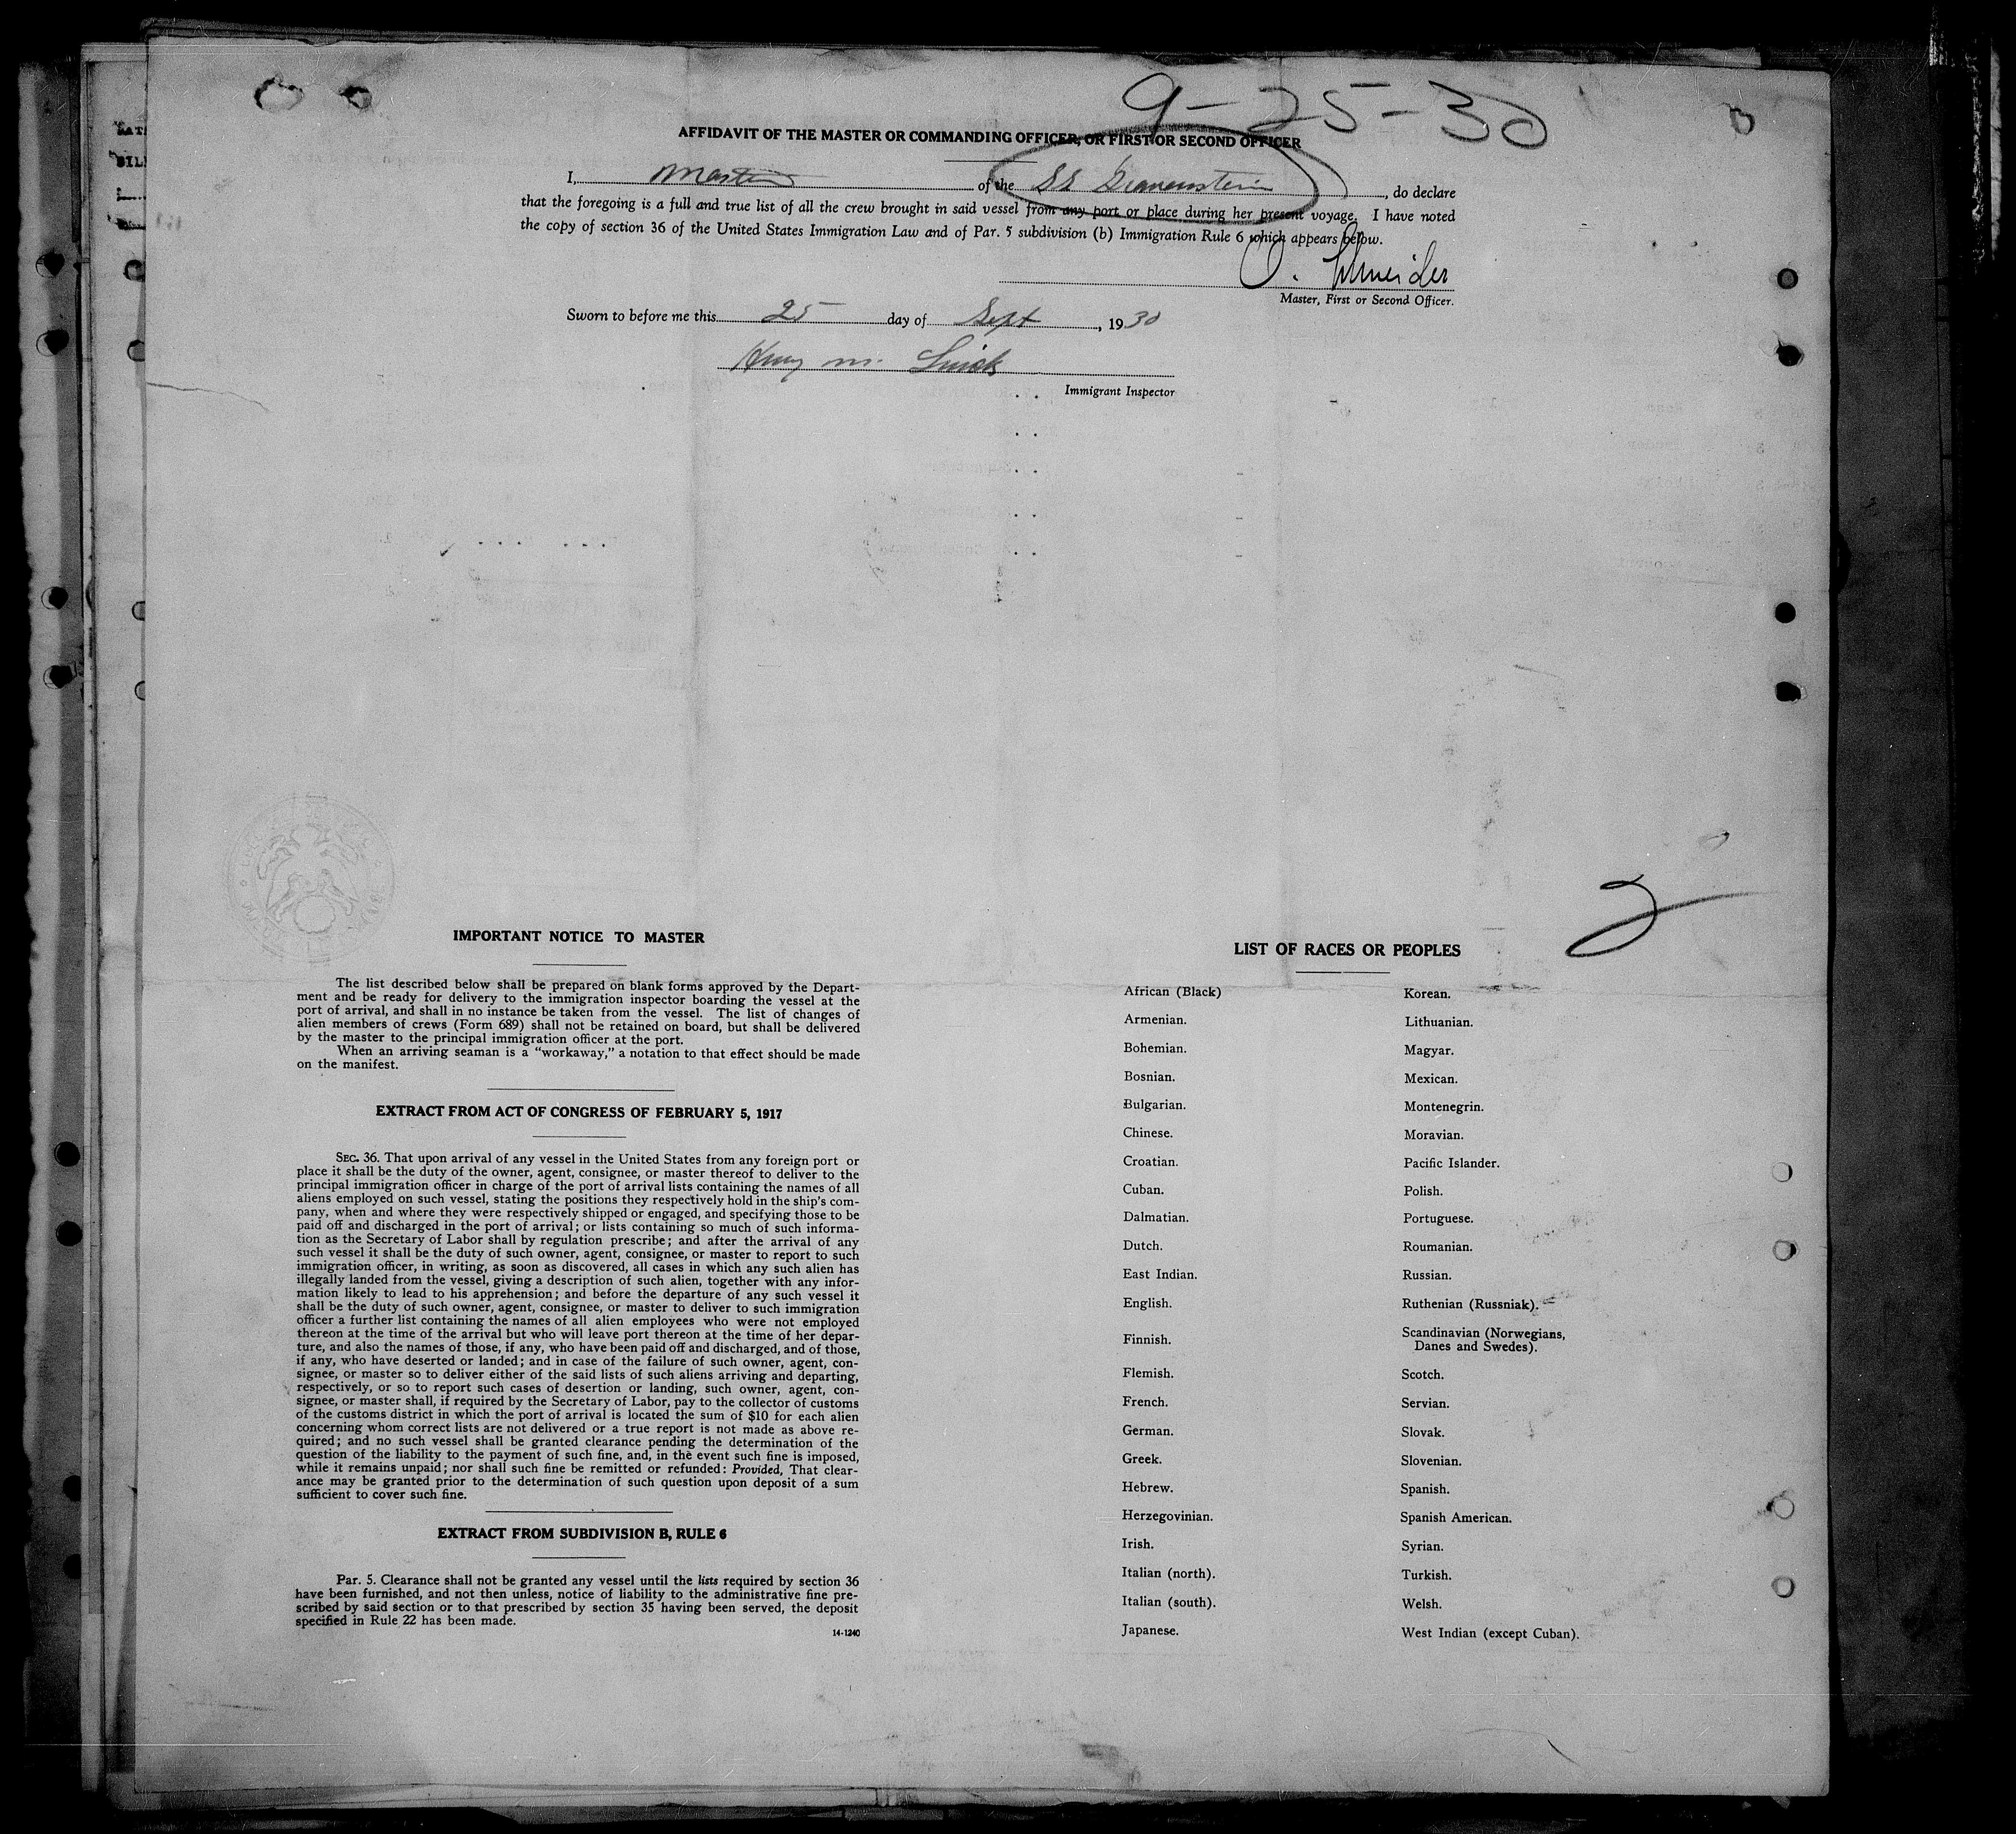 9-25-30
AFFIDAVIT OF THE MASTER OR COMMANDING OFFICER, OR FIRST OR SECOND OFFICER
I, Master of the SS Gravenstein, do declare
that the foregoing is a full and true list of all the crew brought in said vessel from any port or place during her present voyage. I have noted
the copy of section 36 of the United States Immigration Law and of Par. 5 subdivision (b) Immigration Rule 6 which appears below.
O. Schneider
Master, First or Second Officer.
Sworn to before me this 25 day of Sept, 1930
m.
Immigrant Inspector
2
IMPORTANT NOTICE TO MASTER
The list described below shall be prepared on blank forms approved by the Depart-
ment and be ready for delivery to the immigration inspector boarding the vessel at the
port of arrival, and shall in no instance be taken from the vessel. The list of changes of
alien members of crews (Form 689) shall not be retained on board, but shall be delivered
by the master to the principal immigration officer at the port.
When an arriving seaman is a "workaway," a notation to that effect should be made
on the manifest.
EXTRACT FROM ACT OF CONGRESS OF FEBRUARY 5, 1917
SEC. 36. That upon arrival of any vessel in the United States from any foreign port or
place it shall be the duty of the owner, agent, consignee, or master thereof to deliver to the
principal immigration officer in charge of the port of arrival lists containing the names of all
aliens employed on such vessel, stating the positions they respectively hold in the ship's com-
pany, when and where they were respectively shipped or engaged, and specifying those to be
paid off and discharged in the port of arrival; or lists containing so much of such informa-
tion as the Secretary of Labor shall by regulation prescribe; and after the arrival of any
such vessel it shall be the duty of such owner, agent, consignee, or master to report to such
immigration officer, in writing, as soon as discovered, all cases in which any such alien has
illegally landed from the vessel, giving a description of such alien, together with any infor-
mation likely to lead to his apprehension; and before the departure of any such vessel it
shall be the duty of such owner, agent, consignee, or master to deliver to such immigration
officer a further list containing the names of all alien employees who were not employed
thereon at the time of the arrival but who will leave port thereon at the time of her depar-
ture, and also the names of those, if any, who have been paid off and discharged, and of those,
if any, who have deserted or landed; and in case of the failure of such owner, agent, con-
signee, or master so to deliver either of the said lists of such aliens arriving and departing,
respectively, or so to report such cases of desertion or landing, such owner, agent, con-
signee, or master shall, if required by the Secretary of Labor, pay to the collector of customs
of the customs district in which the port of arrival is located the sum of $10 for each alien
concerning whom correct lists are not delivered or a true report is not made as above re-
quired; and no such vessel shall be granted clearance pending the determination of the
question of the liability to the payment of such fine, and, in the event such fine is imposed,
while it remains unpaid; nor shall such fine be remitted or refunded: Provided, That clear-
ance may be granted prior to the determination of such question upon deposit of a sum
sufficient to cover such fine.
EXTRACT FROM SUBDIVISION B, RULE 6
Par. 5. Clearance shall not be granted any vessel until the lists required by section 36
have been furnished, and not then unless, notice of liability to the administrative fine pre-
scribed by said section or to that prescribed by section 35 having been served, the deposit
specified in Rule 22 has been made.
14-1240
LIST OF RACES OR PEOPLES
African (Black)
Armenian.
Bohemian.
Bosnian.
Bulgarian.
Chinese.
Croatian.
Cuban.
Dalmatian.
Dutch.
East Indian.
English.
Finnish.
Flemish.
French.
German.
Greek.
Hebrew.
Herzegovinian.
Irish.
Italian (north).
Italian (south).
Japanese.
Korean.
Lithuanian.
Magyar.
Mexican.
Montenegrin.
Moravian.
Pacific Islander.
Polish.
Portuguese.
Roumanian.
Russian.
Ruthenian (Russniak).
Scandinavian (Norwegians,
Danes and Swedes).
Scotch.
Servian.
Slovak.
Slovenian.
Spanish.
Spanish American.
Syrian.
Turkish.
Welsh.
West Indian (except Cuban).